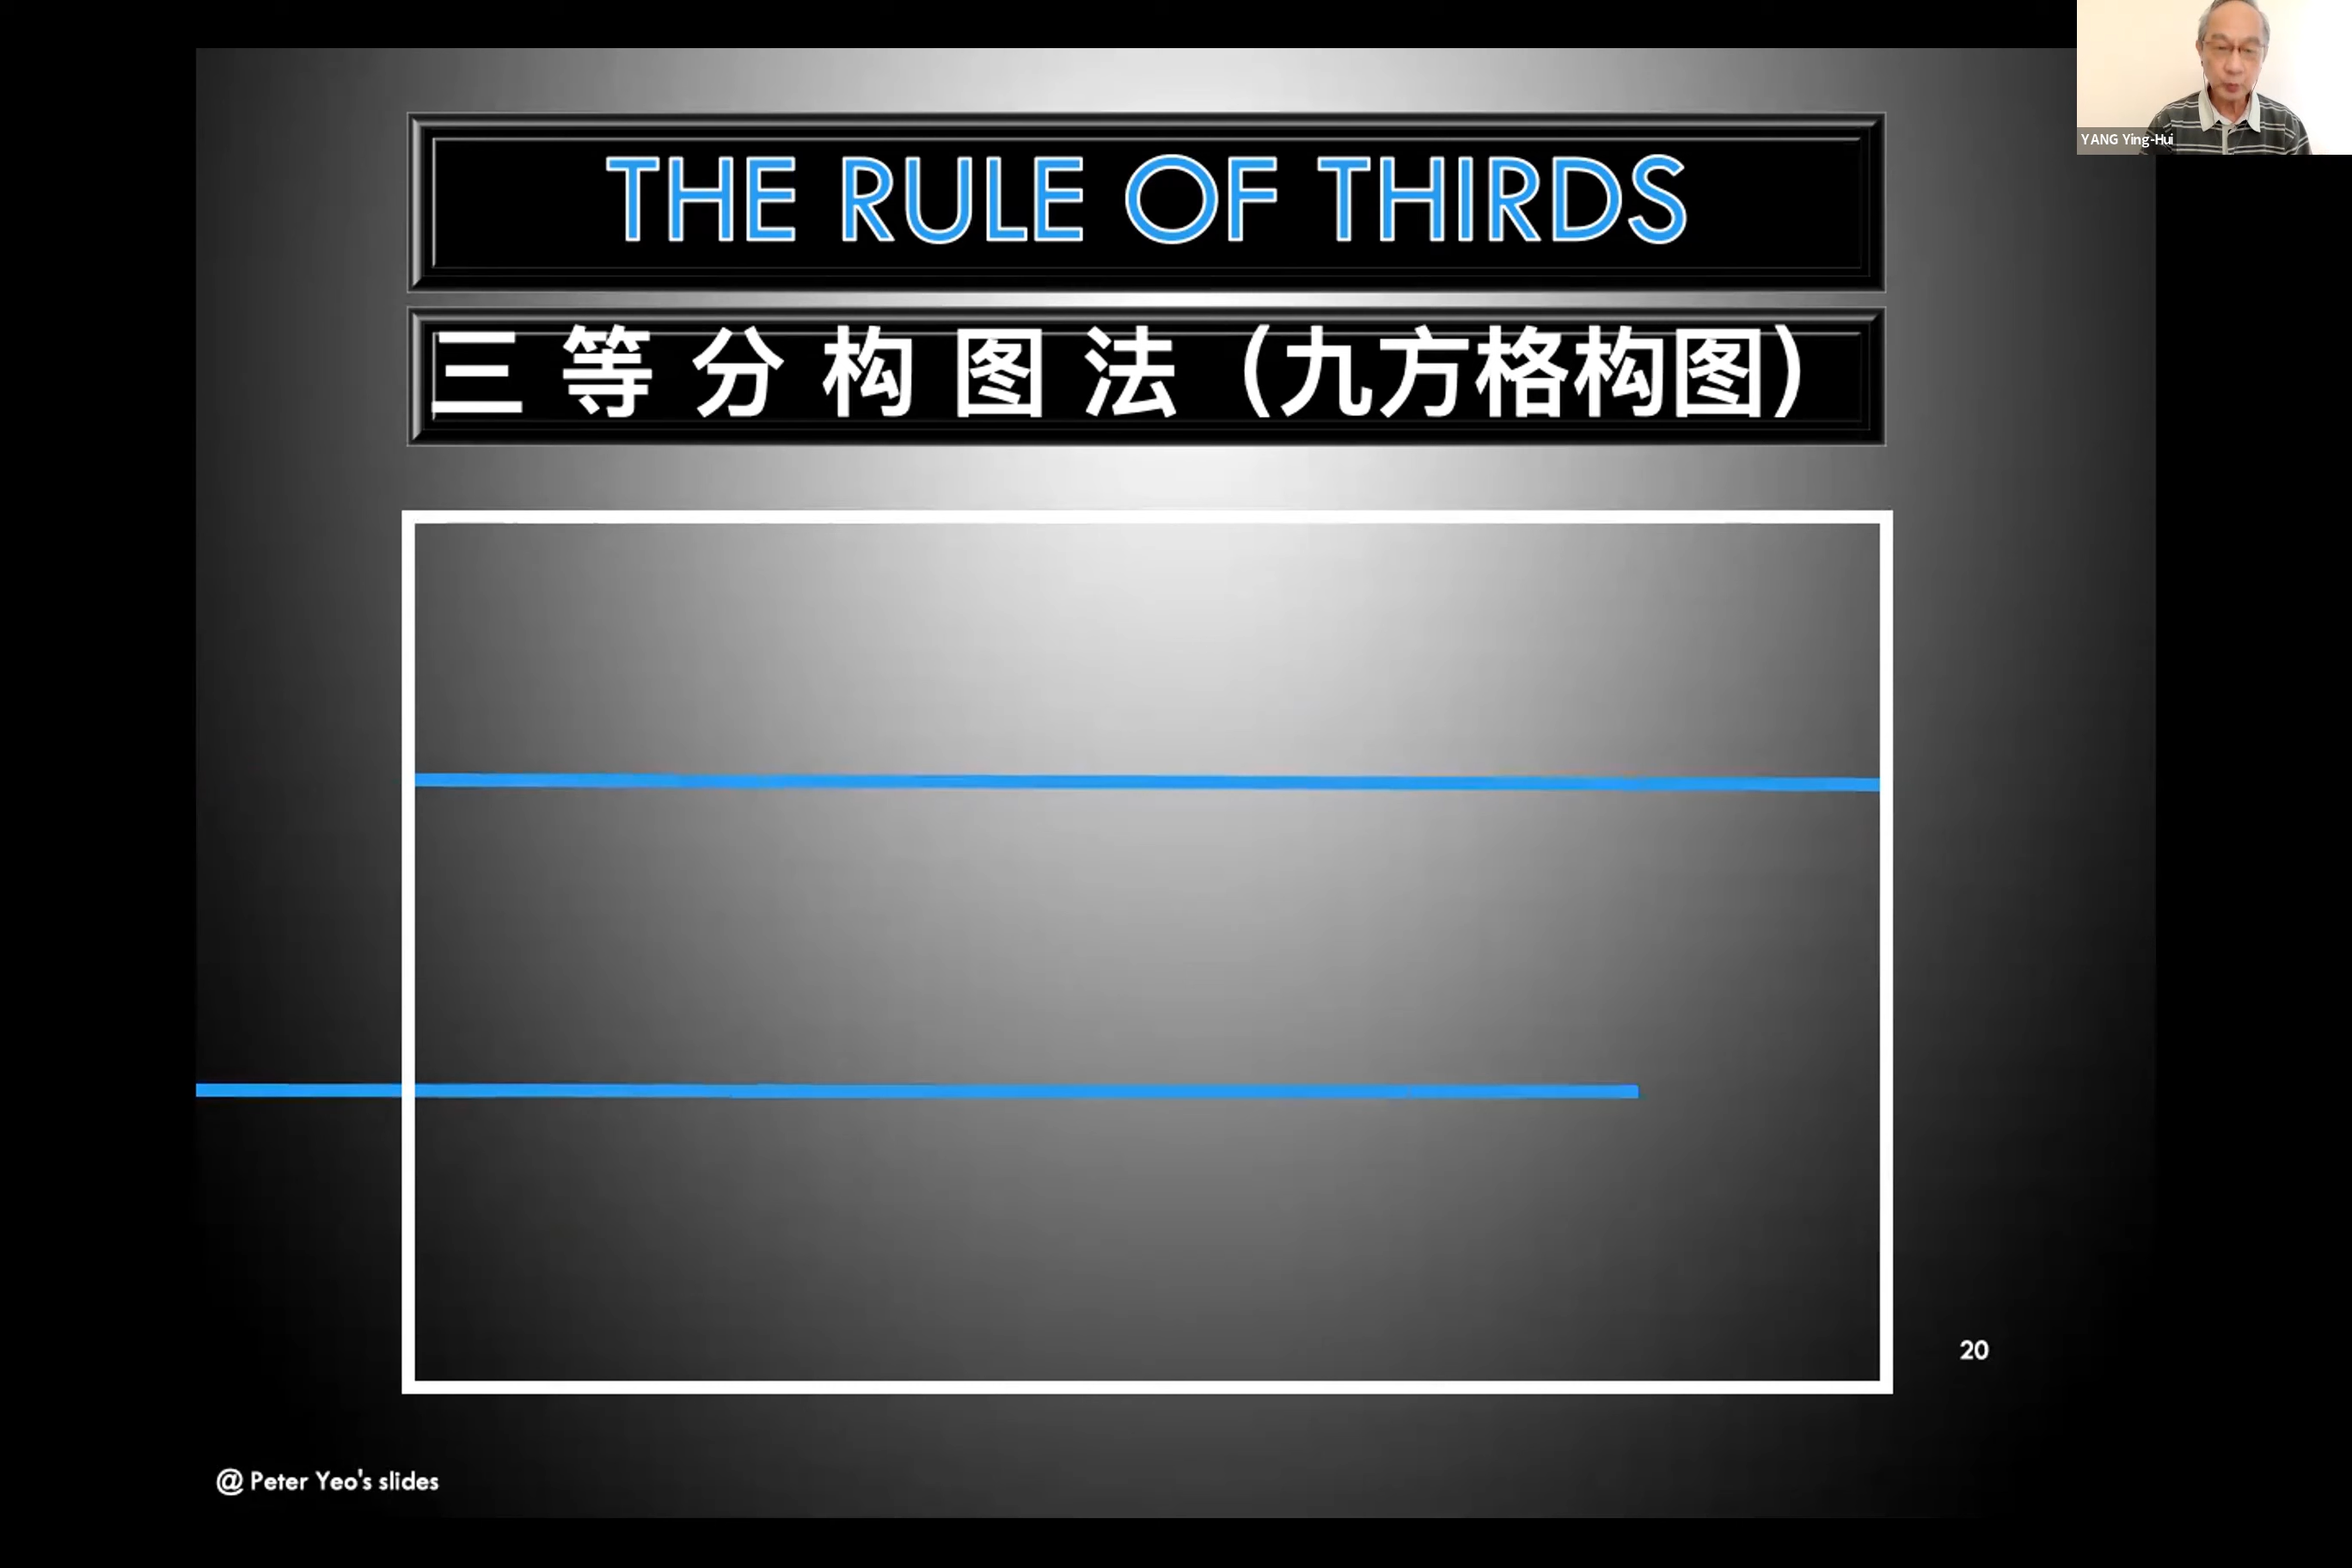 THE RULE OF THIRDS
三 等 分 构 图 法（九方格构图）
YANG Ying-Hui
20
@ Peter Yeo's slides